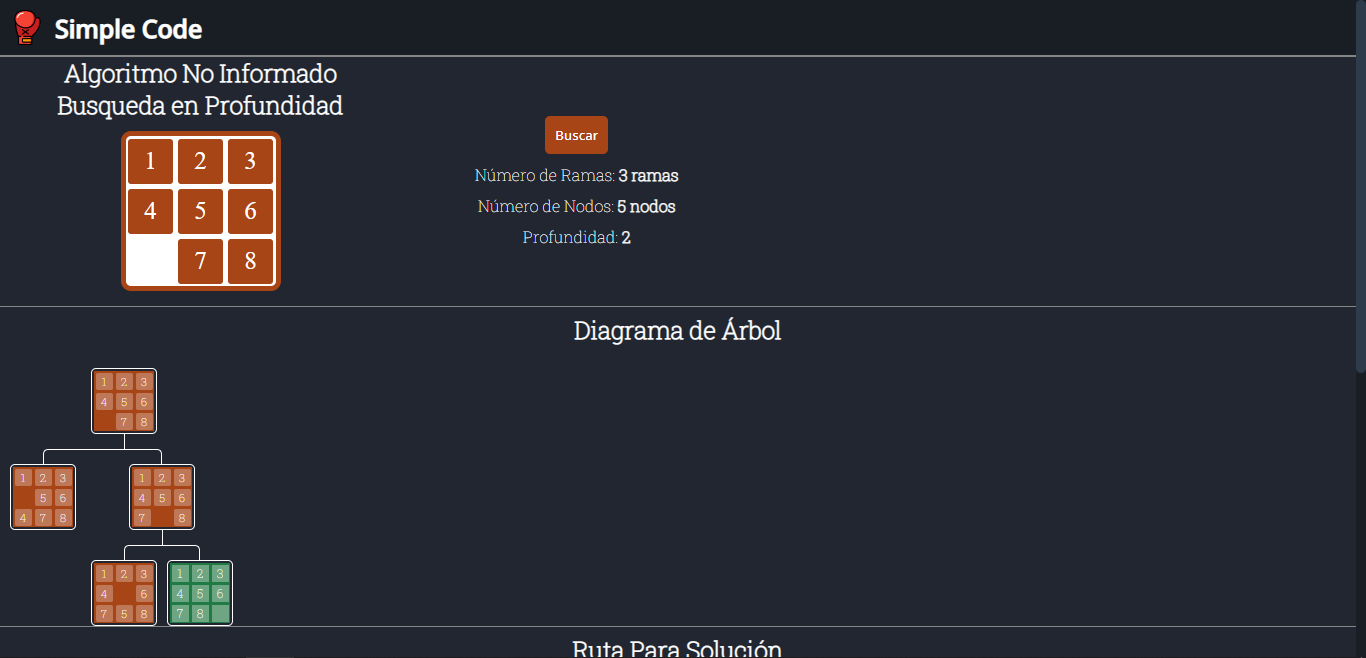 Simple Code
Algoritmo No Informado
Busqueda en Profundidad
1 2 3
4 5 6
7 8
Buscar
Número de Ramas: 3 ramas
Número de Nodos: 5 nodos
Profundidad: 2
Diagrama de Árbol
1 2 3
4 5 6
7 8
1 2 3
5 6
4 7 8
1 2 3
4 5 6
7 8
1 2 3
4 6
7 5 8
1 2 3
4 5 6
7 8
Ruta Para Solución